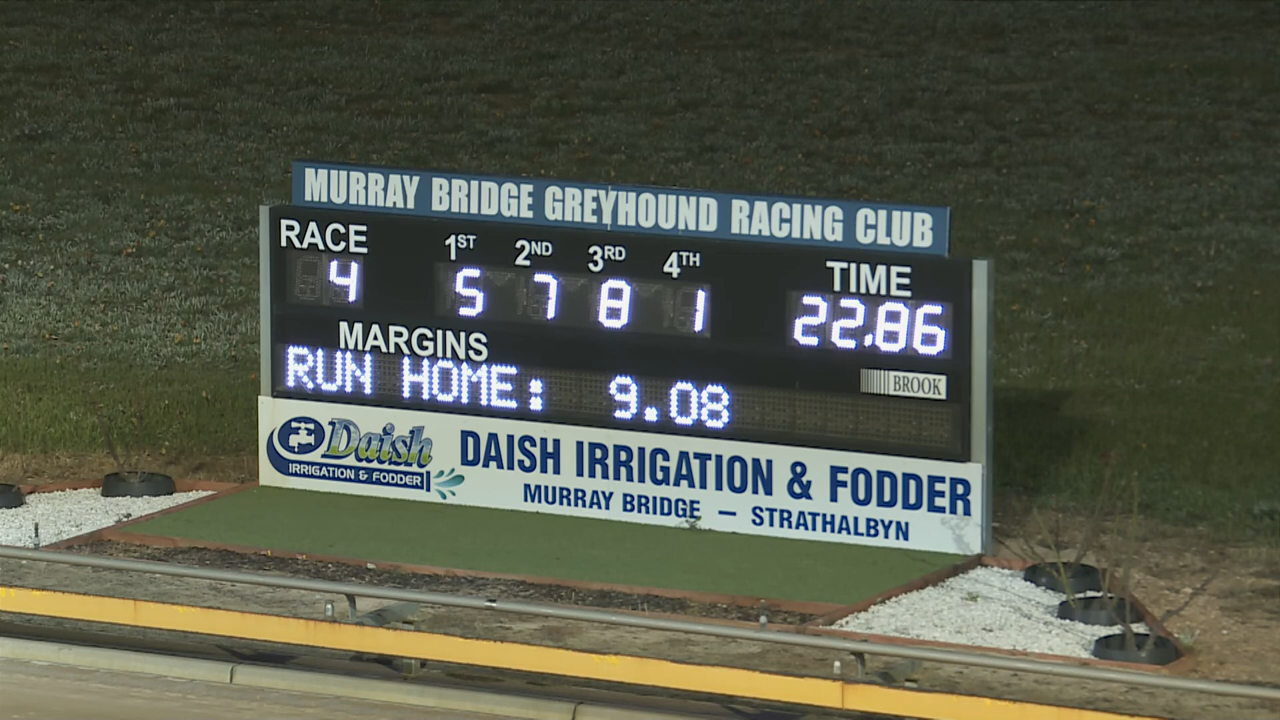 MURRAY BRIDGE GREYHOUND RACING CLUB
RACE 1ST 2ND 3RD 4TH TIME
4 5 7 8 1 22.86
MARGINS
RUN HOME: 9.08
BROOK
Daish
IRRIGATION & FODDER
DAISH IRRIGATION & FODDER
MURRAY BRIDGE – STRATHALBYN